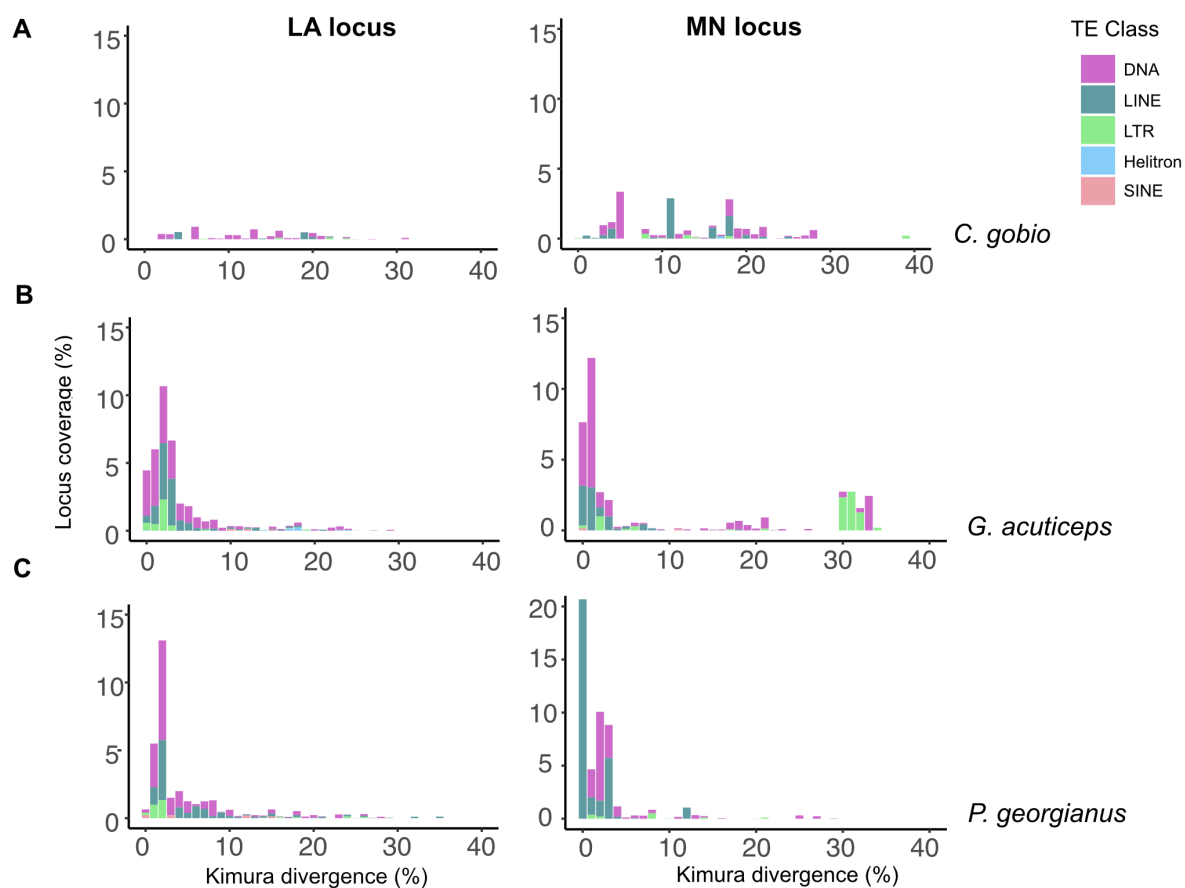 A
LA locus
MN locus
TE Class
DNA
LINE
LTR
Helitron
SINE
15
10
5
0
0 10 20 30 40
15
10
5
0
0 10 20 30 40
C. gobio
B
Locus coverage (%)
15
10
5
0
0 10 20 30 40
15
10
5
0
0 10 20 30 40
G. acuticeps
C
15
10
5
0
0 10 20 30 40
Kimura divergence (%)
20
15
10
5
0
0 10 20 30 40
Kimura divergence (%)
P. georgianus